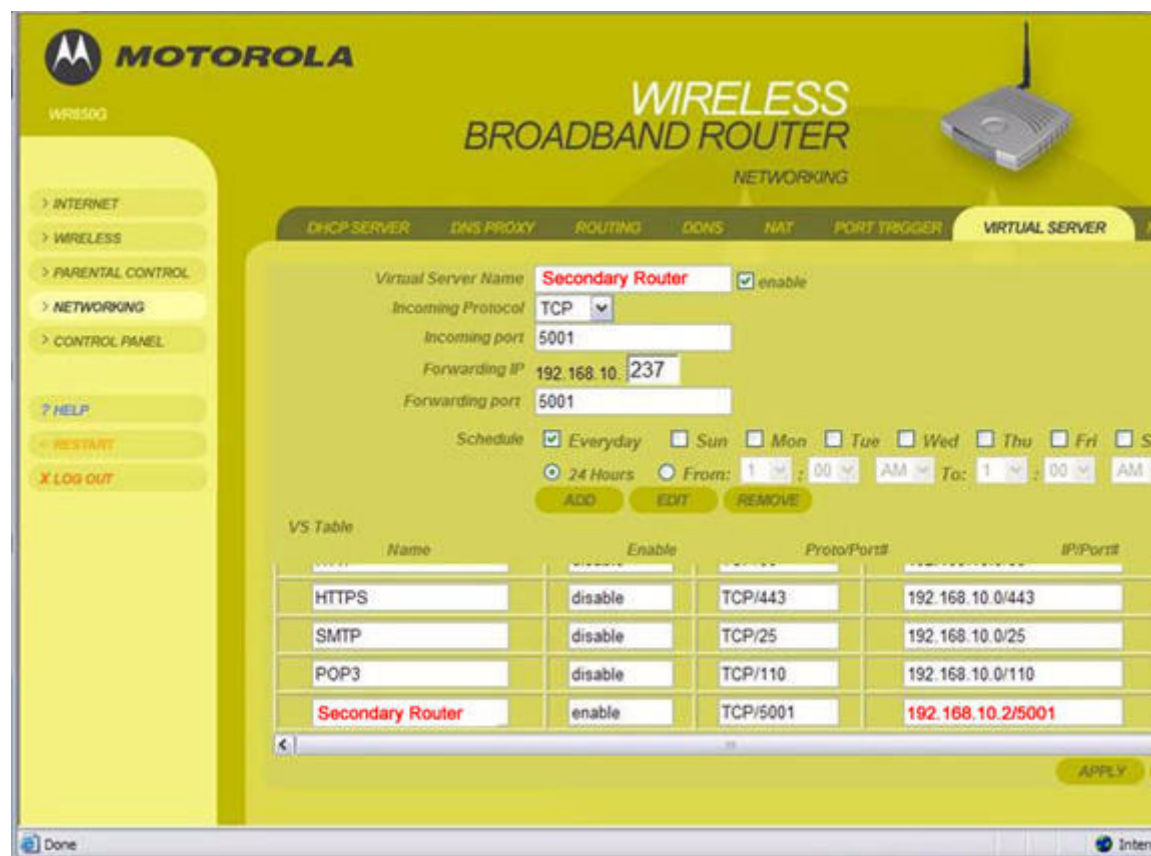 MOTOROLA
WR850G
WIRELESS
BROADBAND ROUTER
NETWORKING
> INTERNET
> WIRELESS
> PARENTAL CONTROL
> NETWORKING
> CONTROL PANEL
? HELP
< RESTART
X LOG OUT
DHCP SERVER DNS PROXY ROUTING DDNS NAT PORT TRIGGER VIRTUAL SERVER
Virtual Server Name Secondary Router enable
Incoming Protocol TCP
Incoming port 5001
Forwarding IP 192.168.10. 237
Forwarding port 5001
Schedule Everyday Sun Mon Tue Wed Thu Fri S
24 Hours From: 1 : 00 AM To: 1 : 00 AM
ADD EDIT REMOVE
VS Table
Name Enable Proto/Port# IP/Port#
HTTPS disable TCP/443 192.168.10.0/443
SMTP disable TCP/25 192.168.10.0/25
POP3 disable TCP/110 192.168.10.0/110
Secondary Router enable TCP/5001 192.168.10.2/5001
APPLY
Done Intern